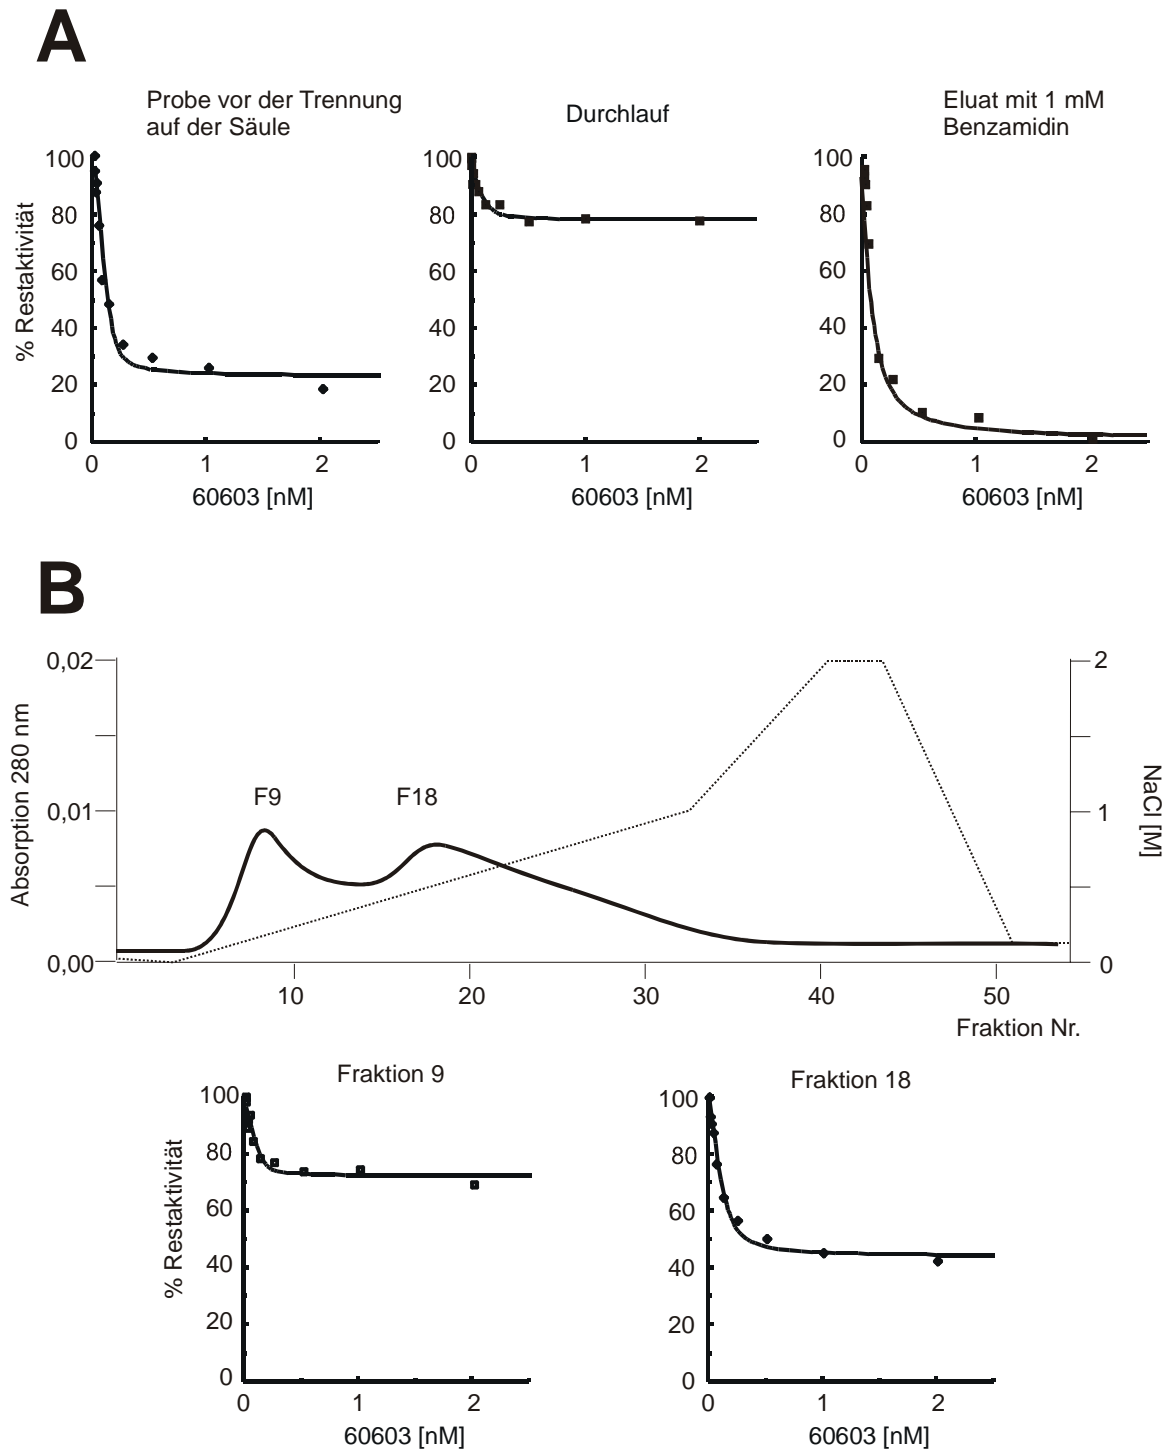 A
Probe vor der Trennung
auf der Säule
Durchlauf
Eluat mit 1 mM
Benzamidin
% Restaktivität
100
80
60
40
20
0
0 1 2
60603 [nM]
100
80
60
40
20
0
0 1 2
60603 [nM]
100
80
60
40
20
0
0 1 2
60603 [nM]
B
Absorption 280 nm
0,02
0,01
0,00
F9
F18
2
1
0
NaCl [M]
10 20 30 40 50
Fraktion Nr.
Fraktion 9
% Restaktivität
100
80
60
40
20
0
0 1 2
60603 [nM]
Fraktion 18
100
80
60
40
20
0
0 1 2
60603 [nM]